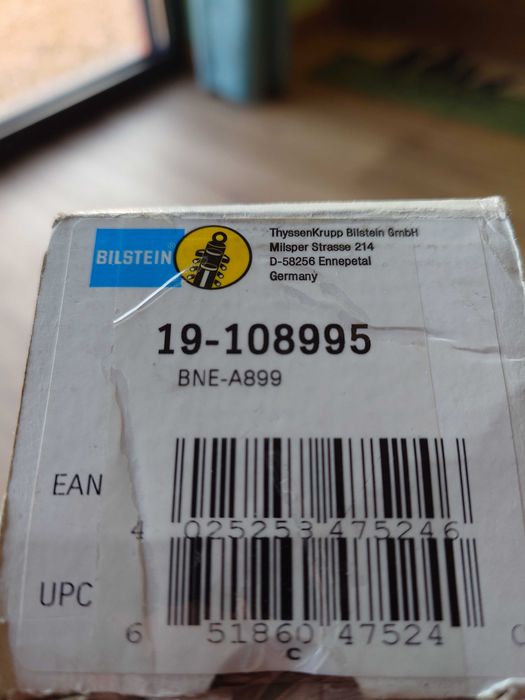 BILSTEIN
ThyssenKrupp Bilstein GmbH
Milsper Strasse 214
D-58256 Ennepetal
Germany
19-108995
BNE-A899
EAN
4 025258 475246
UPC
6 51860 47524
C